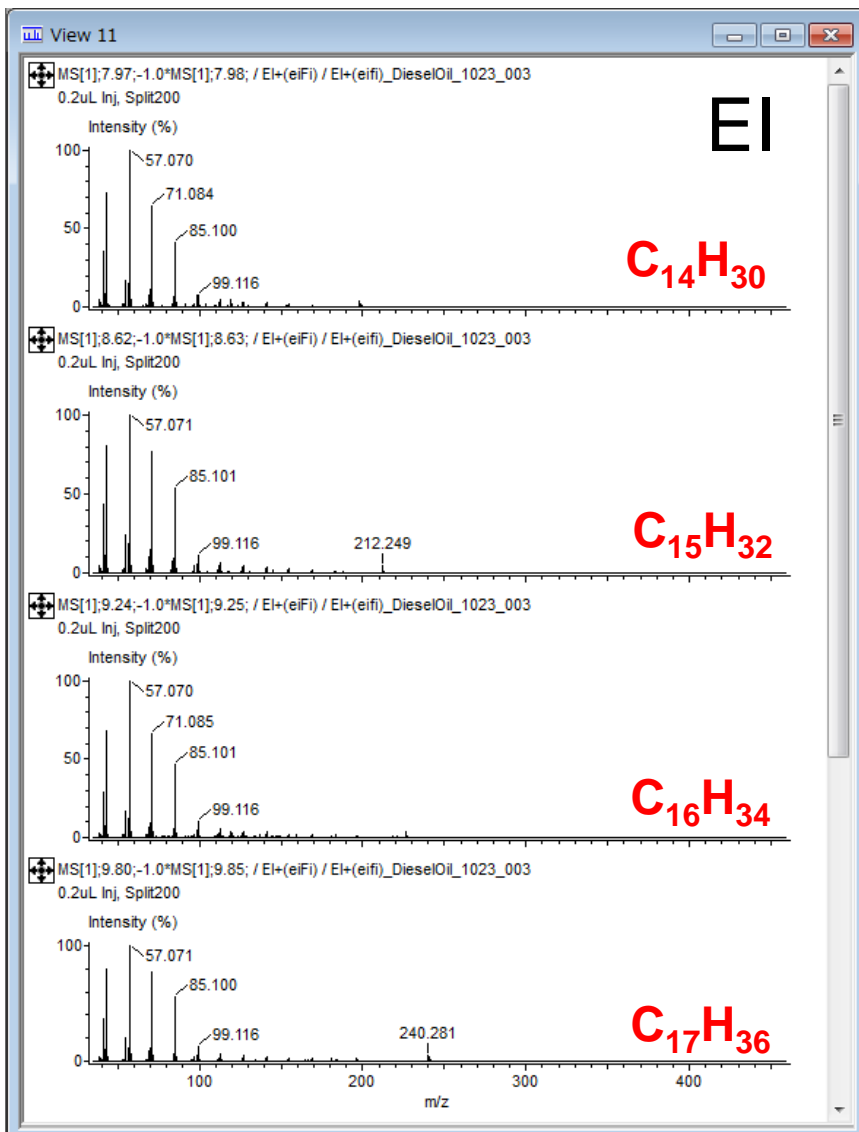 View 11
MS[1];7.97;-1.0*MS[1];7.98; / EI+(eiFi) / EI+(eifi)_DieselOil_1023_003
0.2uL Inj, Split200
EI
Intensity (%)
100
57.070
71.084
50
85.100
C14H30
99.116
0
MS[1];8.62;-1.0*MS[1];8.63; / EI+(eiFi) / EI+(eifi)_DieselOil_1023_003
0.2uL Inj, Split200
Intensity (%)
100
57.071
85.101
50
C15H32
99.116
212.249
0
MS[1];9.24;-1.0*MS[1];9.25; / EI+(eiFi) / EI+(eifi)_DieselOil_1023_003
0.2uL Inj, Split200
Intensity (%)
100
57.070
71.085
50
85.101
C16H34
99.116
0
MS[1];9.80;-1.0*MS[1];9.85; / EI+(eiFi) / EI+(eifi)_DieselOil_1023_003
0.2uL Inj, Split200
Intensity (%)
100
57.071
85.100
50
C17H36
99.116
240.281
0
100 200 300 400
m/z